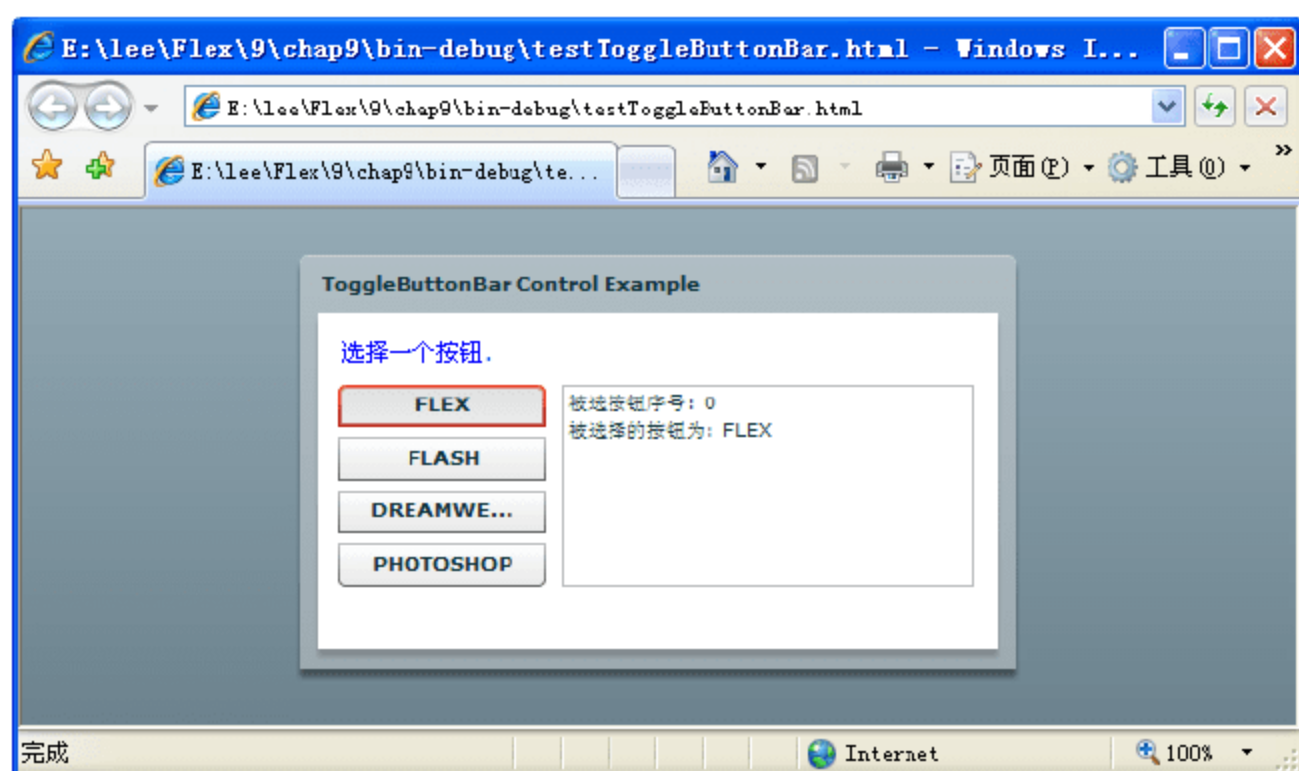 E:\lee\Flex\9\chap9\bin-debug\testToggleButtonBar.html - Windows I...
E:\lee\Flex\9\chap9\bin-debug\testToggleButtonBar.html
E:\lee\Flex\9\chap9\bin-debug\te... 页面(P) 工具(O) »
ToggleButtonBar Control Example
选择一个按钮.
FLEX
FLASH
DREAMWE...
PHOTOSHOP
被选按钮序号: 0
被选择的按钮为: FLEX
完成 Internet 100%